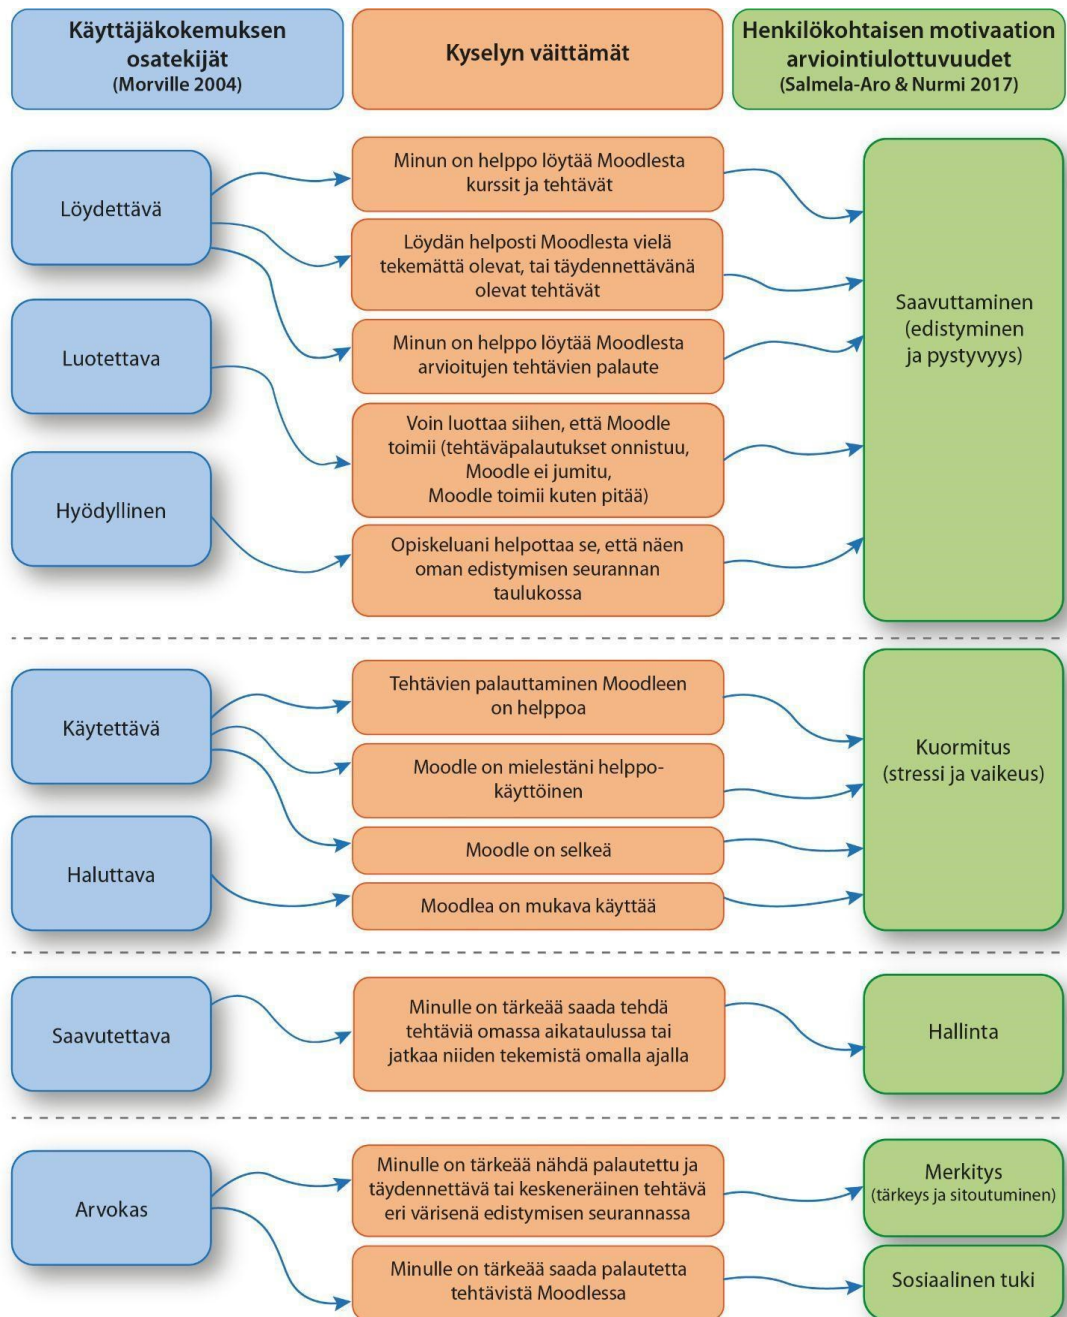 Käyttäjäkokemuksen
osatekijät
(Morville 2004)
Kyselyn väittämät
Henkilökohtaisen motivaation
arviointiulottuvuudet
(Salmela-Aro & Nurmi 2017)
Löydettävä
Luotettava
Hyödyllinen
Minun on helppo löytää Moodlesta
kurssit ja tehtävät
Löydän helposti Moodlesta vielä
tekemättä olevat, tai täydennettävänä
olevat tehtävät
Minun on helppo löytää Moodlesta
arvioitujen tehtävien palaute
Voin luottaa siihen, että Moodle
toimii (tehtäväpalautukset onnistuu,
Moodle ei jumitu,
Moodle toimii kuten pitää)
Opiskeluani helpottaa se, että näen
oman edistymisen seurannan
taulukossa
Saavuttaminen
(edistyminen
ja pystyvyys)
Käytettävä
Haluttava
Tehtävien palauttaminen Moodleen
on helppoa
Moodle on mielestäni helppo-
käyttöinen
Moodle on selkeä
Moodlea on mukava käyttää
Kuormitus
(stressi ja vaikeus)
Saavutettava
Minulle on tärkeää saada tehdä
tehtäviä omassa aikataulussa tai
jatkaa niiden tekemistä omalla ajalla
Hallinta
Arvokas
Minulle on tärkeää nähdä palautettu ja
täydennettävä tai keskeneräinen tehtävä
eri värisenä edistymisen seurannassa
Minulle on tärkeää saada palautetta
tehtävistä Moodlessa
Merkitys
(tärkeys ja sitoutuminen)
Sosiaalinen tuki